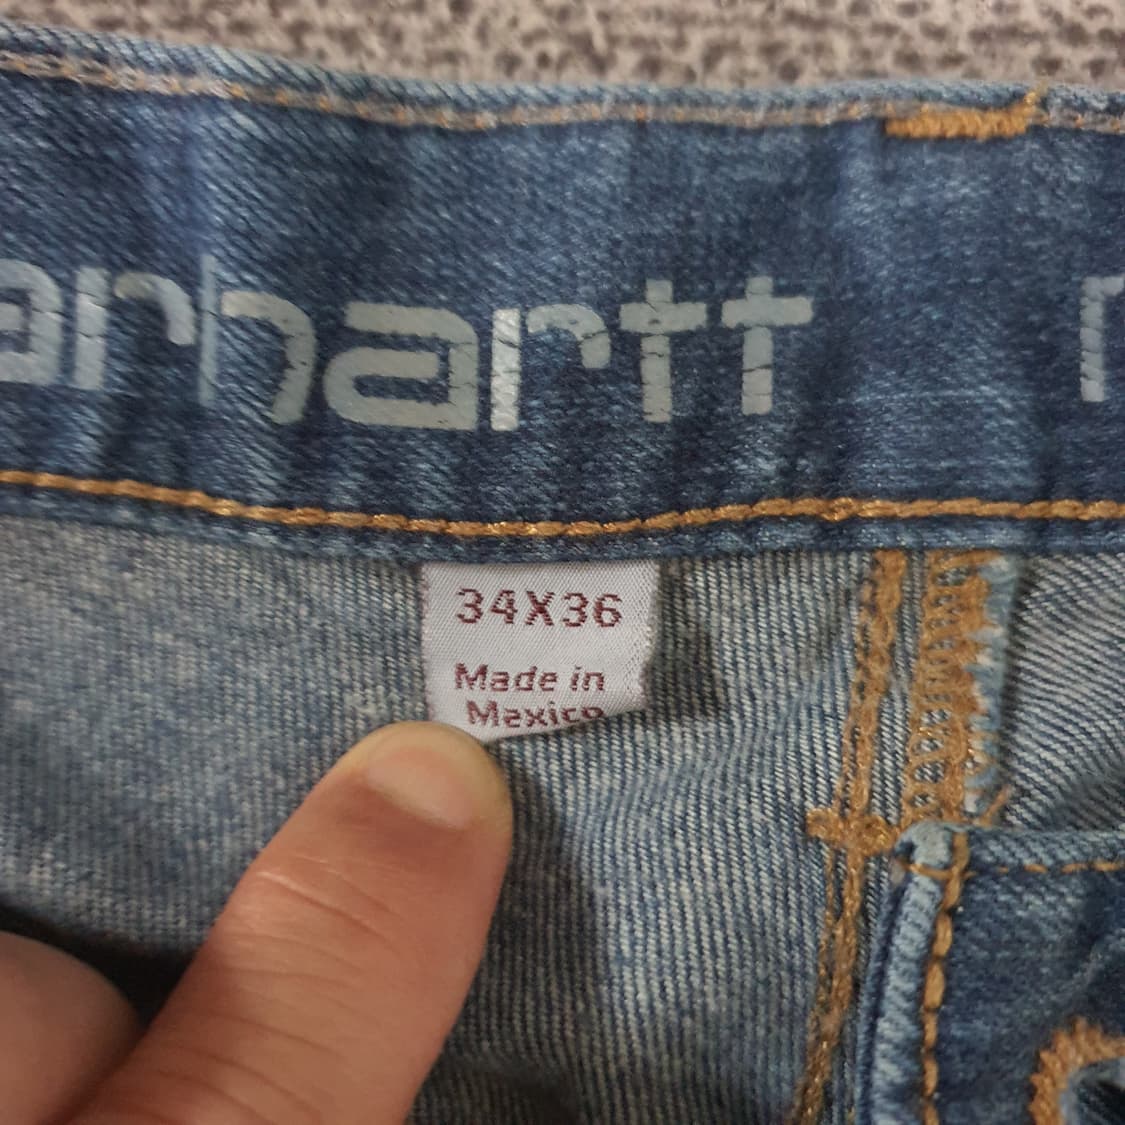 arhartt r
34X36
Made in
Mexico